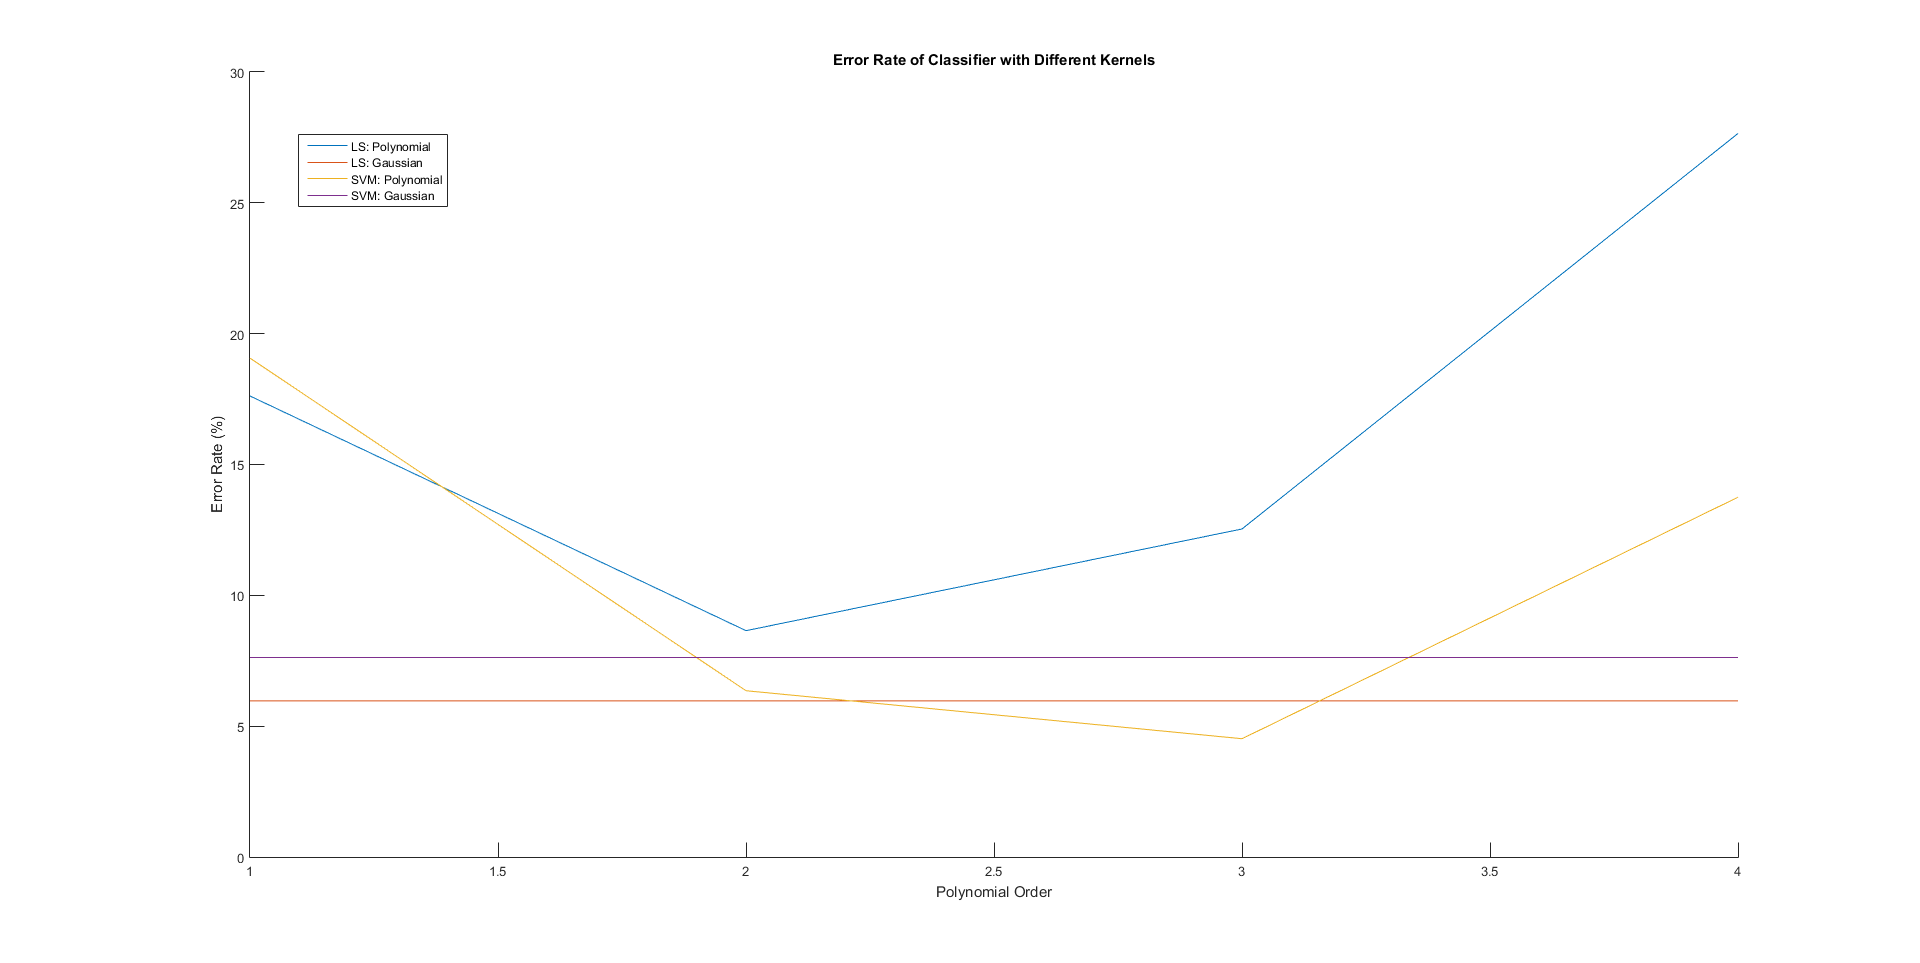 Error Rate of Classifier with Different Kernels
30
LS: Polynomial
LS: Gaussian
SVM: Polynomial
SVM: Gaussian
25
20
15
10
5
0
Error Rate (%)
1 1.5 2 2.5 3 3.5 4
Polynomial Order